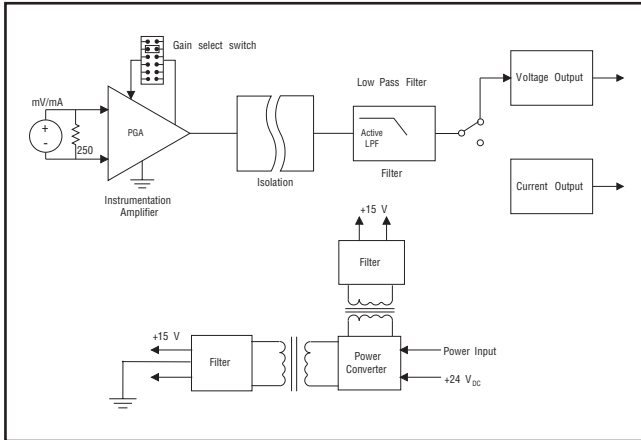 Gain select switch
mV/mA
+
-
250
PGA
Instrumentation
Amplifier
Isolation
Low Pass Filter
Active
LPF
Filter
Voltage Output
Current Output
+15 V
Filter
+15 V
Filter
Power
Converter
Power Input
+24 VDC